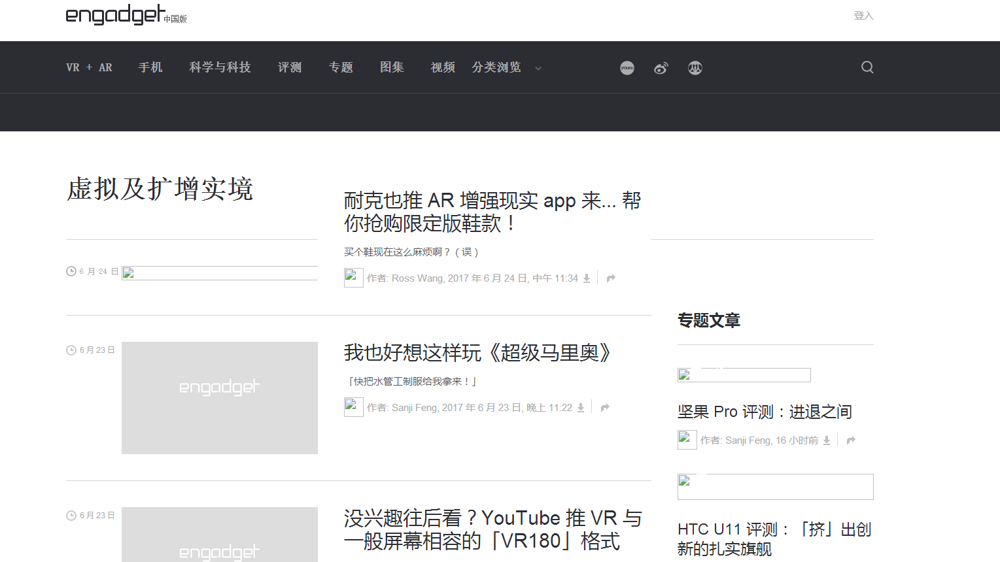 engadget中国版
登入
VR + AR 手机 科学与科技 评测 专题 图集 视频 分类浏览
YOUKU
虚拟及扩增实境
耐克也推 AR 增强现实 app 来... 帮
你抢购限定版鞋款！
买个鞋现在这么麻烦啊？（误）
6 月 24 日
作者: Ross Wang, 2017 年 6 月 24 日, 中午 11:34
6 月 23 日
engadget
我也好想这样玩《超级马里奥》
「快把水管工制服给我拿来！」
作者: Sanji Feng, 2017 年 6 月 23 日, 晚上 11:22
6 月 23 日
engadget
没兴趣往后看？YouTube 推 VR 与
一般屏幕相容的「VR180」格式
专题文章
坚果 Pro 评测：进退之间
作者: Sanji Feng, 16 小时前
HTC U11 评测：「挤」出创
新的扎实旗舰